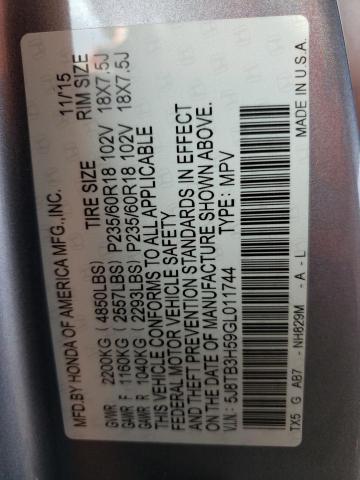 MFD.BY HONDA OF AMERICA MFG.,INC. 11/15
TIRE SIZE RIM SIZE
GVWR 2200KG (4850LBS) P235/60R18 102V 18X7.5J
GAWR F 1160KG (2557LBS) P235/60R18 102V 18X7.5J
GAWR R 1040KG (2293LBS)
THIS VEHICLE CONFORMS TO ALL APPLICABLE
FEDERAL MOTOR VEHICLE SAFETY
AND THEFT PREVENTION STANDARDS IN EFFECT
ON THE DATE OF MANUFACTURE SHOWN ABOVE.
V.I.N.: 5J8TB3H59GL011744 TYPE: MPV
TX5 G AB7 - NH829M - A - L MADE IN U.S.A.